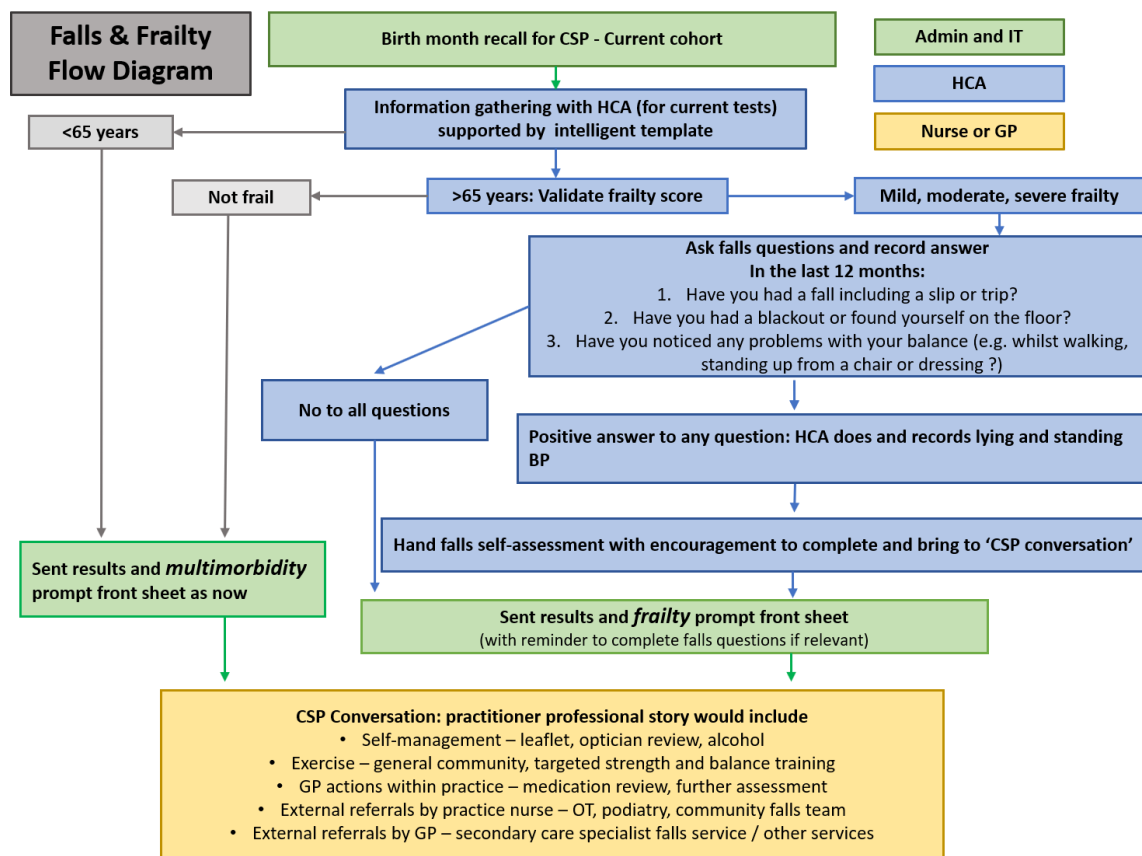 Falls & Frailty
Flow Diagram
Birth month recall for CSP - Current cohort
Admin and IT
HCA
Nurse or GP
Information gathering with HCA (for current tests)
supported by intelligent template
<65 years
Not frail
>65 years: Validate frailty score
Mild, moderate, severe frailty
Ask falls questions and record answer
In the last 12 months:
1. Have you had a fall including a slip or trip?
2. Have you had a blackout or found yourself on the floor?
3. Have you noticed any problems with your balance (e.g. whilst walking,
standing up from a chair or dressing ?)
No to all questions
Positive answer to any question: HCA does and records lying and standing
BP
Hand falls self-assessment with encouragement to complete and bring to ‘CSP conversation’
Sent results and multimorbidity
prompt front sheet as now
Sent results and frailty prompt front sheet
(with reminder to complete falls questions if relevant)
CSP Conversation: practitioner professional story would include
• Self-management – leaflet, optician review, alcohol
• Exercise – general community, targeted strength and balance training
• GP actions within practice – medication review, further assessment
• External referrals by practice nurse – OT, podiatry, community falls team
• External referrals by GP – secondary care specialist falls service / other services